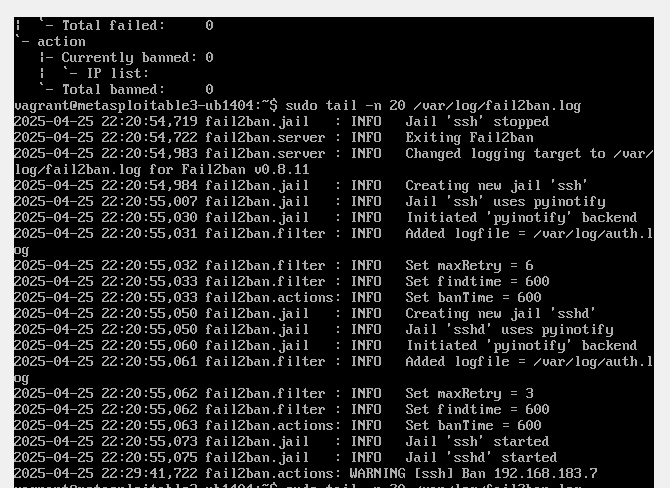 ¦  `- Total failed:     0
`- action
   |- Currently banned: 0
   ¦  `- IP list:
   `- Total banned:     0
vagrant@metasploitable3-ub1404:~$ sudo tail -n 20 /var/log/fail2ban.log
2025-04-25 22:20:54,719 fail2ban.jail   : INFO   Jail 'ssh' stopped
2025-04-25 22:20:54,722 fail2ban.server : INFO   Exiting Fail2ban
2025-04-25 22:20:54,983 fail2ban.server : INFO   Changed logging target to /var/
log/fail2ban.log for Fail2ban v0.8.11
2025-04-25 22:20:54,984 fail2ban.jail   : INFO   Creating new jail 'ssh'
2025-04-25 22:20:55,007 fail2ban.jail   : INFO   Jail 'ssh' uses pyinotify
2025-04-25 22:20:55,030 fail2ban.jail   : INFO   Initiated 'pyinotify' backend
2025-04-25 22:20:55,031 fail2ban.filter : INFO   Added logfile = /var/log/auth.l
og
2025-04-25 22:20:55,032 fail2ban.filter : INFO   Set maxRetry = 6
2025-04-25 22:20:55,033 fail2ban.filter : INFO   Set findtime = 600
2025-04-25 22:20:55,033 fail2ban.actions: INFO   Set banTime = 600
2025-04-25 22:20:55,050 fail2ban.jail   : INFO   Creating new jail 'sshd'
2025-04-25 22:20:55,050 fail2ban.jail   : INFO   Jail 'sshd' uses pyinotify
2025-04-25 22:20:55,060 fail2ban.jail   : INFO   Initiated 'pyinotify' backend
2025-04-25 22:20:55,061 fail2ban.filter : INFO   Added logfile = /var/log/auth.l
og
2025-04-25 22:20:55,062 fail2ban.filter : INFO   Set maxRetry = 3
2025-04-25 22:20:55,062 fail2ban.filter : INFO   Set findtime = 600
2025-04-25 22:20:55,063 fail2ban.actions: INFO   Set banTime = 600
2025-04-25 22:20:55,073 fail2ban.jail   : INFO   Jail 'ssh' started
2025-04-25 22:20:55,075 fail2ban.jail   : INFO   Jail 'sshd' started
2025-04-25 22:29:41,722 fail2ban.actions: WARNING [ssh] Ban 192.168.183.7
vagrant@metasploitable3-ub1404:~$ sudo tail -n 20 /var/log/fail2ban.log